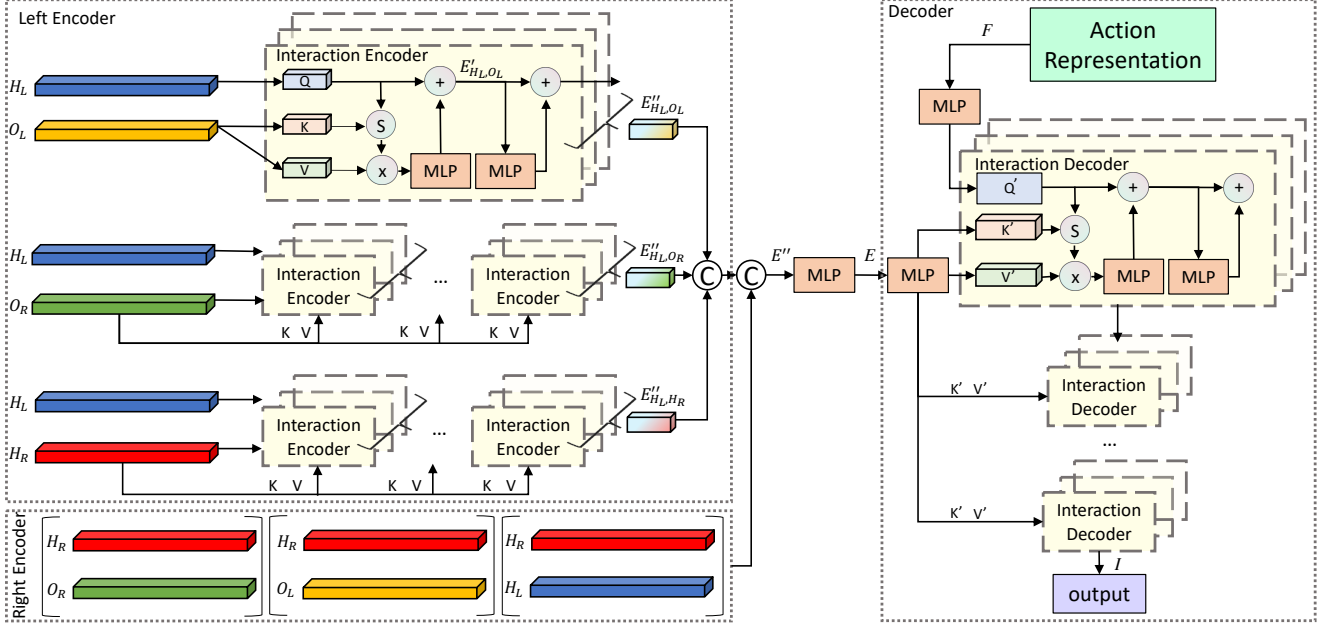 Left Encoder
Interaction Encoder
H_L
O_L
Q
K
V
S
x
+
E′_{H_L,O_L}
+
MLP
MLP
E″_{H_L,O_L}
H_L
O_R
Interaction
Encoder
...
Interaction
Encoder
K V
K V
K V
E″_{H_L,O_R}
H_L
H_R
Interaction
Encoder
...
Interaction
Encoder
K V
K V
K V
E″_{H_L,H_R}
C
C
E″
MLP
E
Right Encoder
H_R
O_R
H_R
O_L
H_R
H_L
Decoder
Action
Representation
F
MLP
Interaction Decoder
Q′
K′
V′
S
x
+
+
MLP
MLP
MLP
K′ V′
Interaction
Decoder
...
K′ V′
Interaction
Decoder
I
output